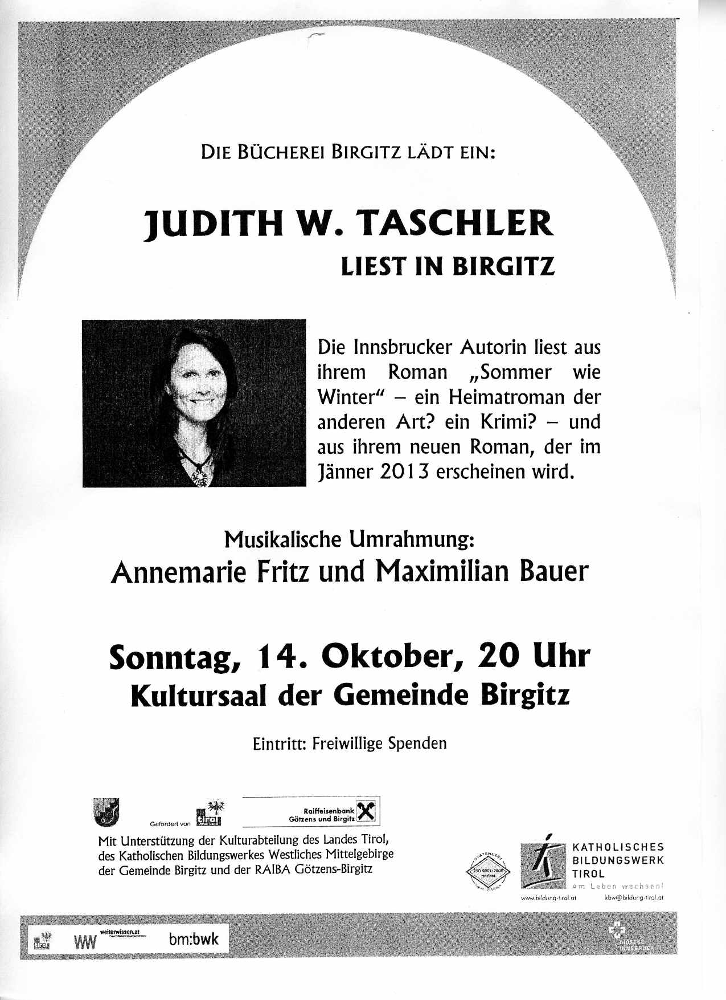 DIE BÜCHEREI BIRGITZ LÄDT EIN:
JUDITH W. TASCHLER
LIEST IN BIRGITZ
Die Innsbrucker Autorin liest aus
ihrem Roman „Sommer wie
Winter“ – ein Heimatroman der
anderen Art? ein Krimi? – und
aus ihrem neuen Roman, der im
Jänner 2013 erscheinen wird.
Musikalische Umrahmung:
Annemarie Fritz und Maximilian Bauer
Sonntag, 14. Oktober, 20 Uhr
Kultursaal der Gemeinde Birgitz
Eintritt: Freiwillige Spenden
Gefördert von
tirol
Raiffeisenbank
Götzens und Birgitz
Mit Unterstützung der Kulturabteilung des Landes Tirol,
des Katholischen Bildungswerkes Westliches Mittelgebirge
der Gemeinde Birgitz und der RAIBA Götzens-Birgitz
SYSTEMCERT
ISO 9001:2008
KATHOLISCHES
BILDUNGSWERK
TIROL
Am Leben wachsen!
www.bildung-tirol.at kbw@bildung-tirol.at
tirol
WW weiterwissen.at
bm:bwk
DIÖZESE
INNSBRUCK